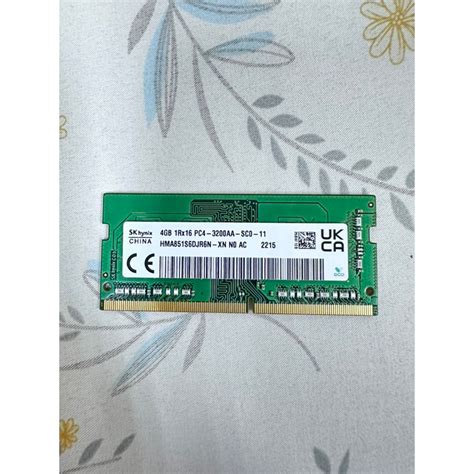 SK hynix
CHINA
4GB 1Rx16 PC4-3200AA-SC0-11
HMA851S6DJR6N-XN N0 AC 2215
CE
UK
CA